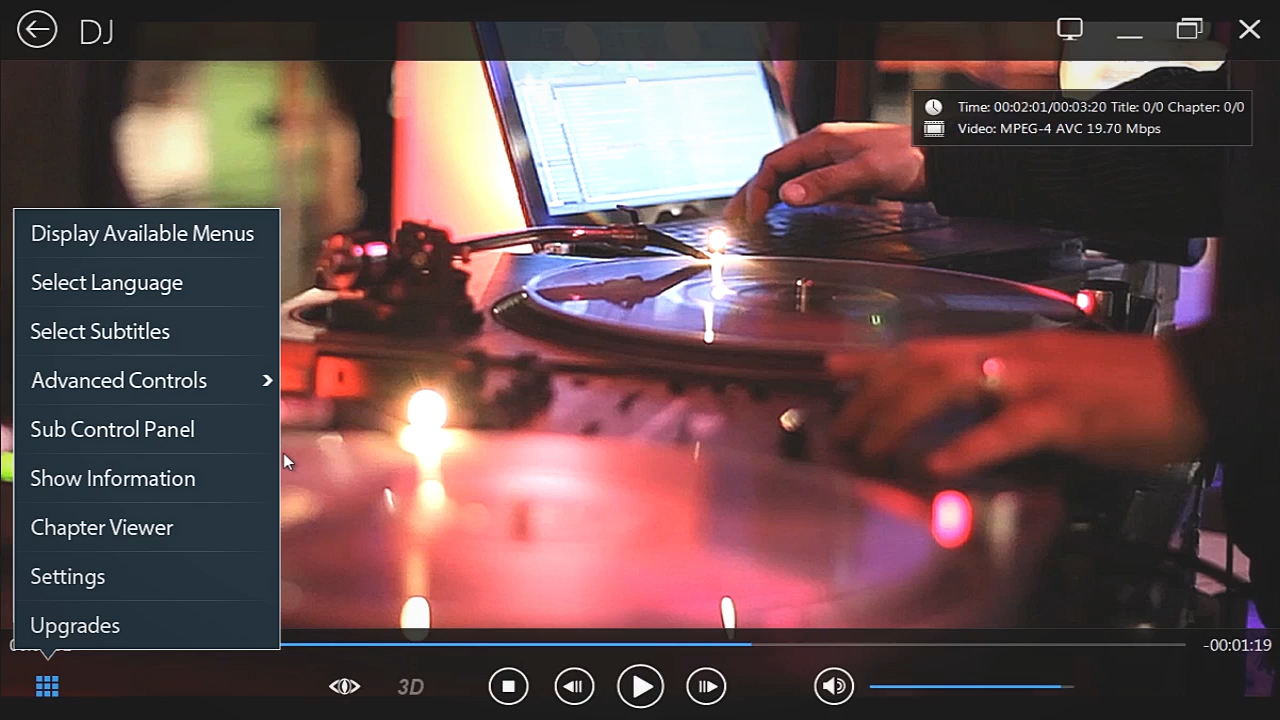 DJ
Time: 00:02:01/00:03:20 Title: 0/0 Chapter: 0/0
Video: MPEG-4 AVC 19.70 Mbps
Display Available Menus
Select Language
Select Subtitles
Advanced Controls
Sub Control Panel
Show Information
Chapter Viewer
Settings
Upgrades
-00:01:19
3D